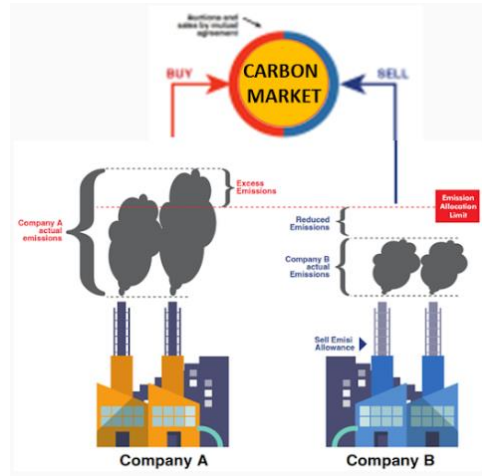 Auctions and
sales by mutual
agreement
BUY
CARBON
MARKET
SELL
Excess
Emissions
Emission
Allocation
Limit
Company A
actual
emissions
Reduced
Emissions
Company B
actual
Emissions
Sell Emisi
Allowance
Company A
Company B